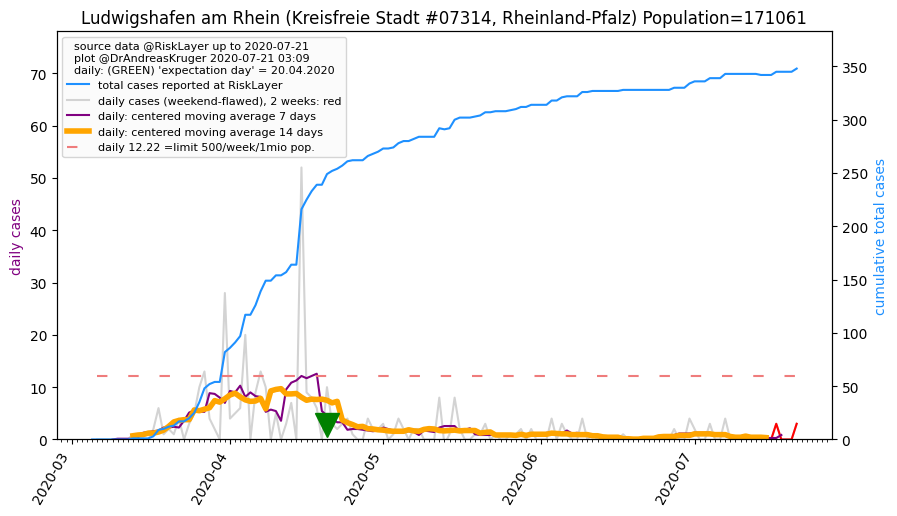 Ludwigshafen am Rhein (Kreisfreie Stadt #07314, Rheinland-Pfalz) Population=171061
source data @RiskLayer up to 2020-07-21
plot @DrAndreasKruger 2020-07-21 03:09
daily: (GREEN) 'expectation day' = 20.04.2020
total cases reported at RiskLayer
daily cases (weekend-flawed), 2 weeks: red
daily: centered moving average 7 days
daily: centered moving average 14 days
daily 12.22 =limit 500/week/1mio pop.
daily cases
70
60
50
40
30
20
10
0
cumulative total cases
350
300
250
200
150
100
50
0
2020-03
2020-04
2020-05
2020-06
2020-07